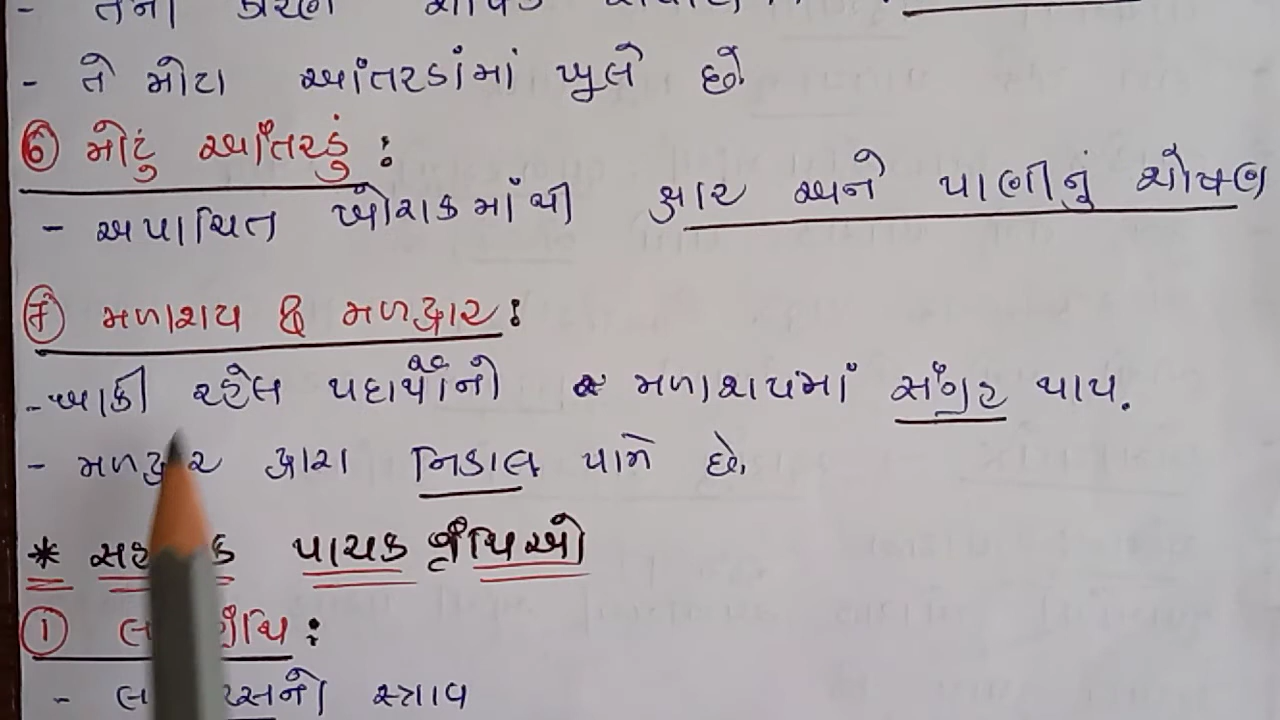 - તે મોટા આંતરડાંમાં ખુલે છે.
⑥ મોટું આંતરડું :
- અપાચિત ખોરાકમાંથી ક્ષાર અને પાણીનું શોષણ
⑦ મળાશય & મળદ્વાર :
- બાકી રહેલ પદાર્થોનો મળાશયમાં સંગ્રહ થાય.
- મળદ્વાર દ્વારા નિકાલ પામે છે.
* પાચક ગ્રંથિઓ
①
- સ્ત્રાવ